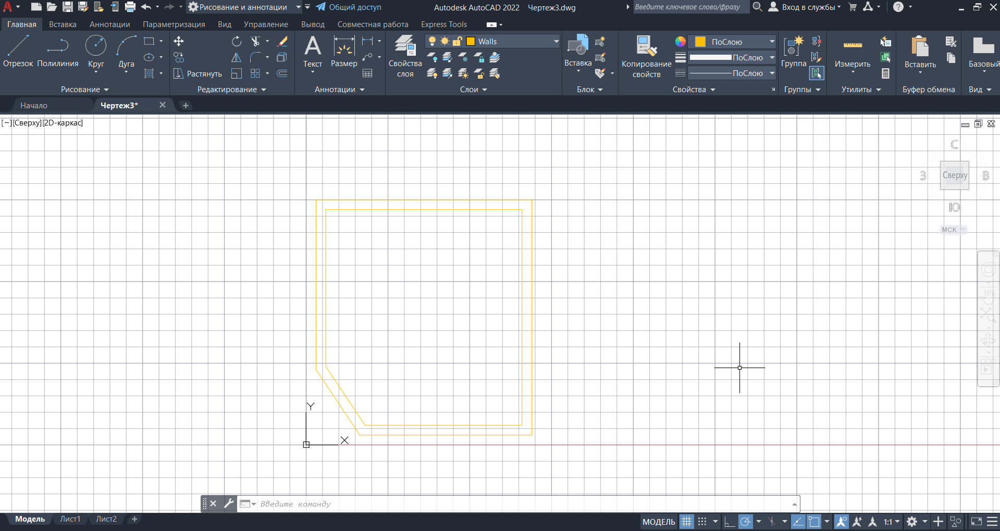 Рисование и аннотации
Общий доступ
Autodesk AutoCAD 2022 Чертеж3.dwg
Введите ключевое слово/фразу
Вход в службы
Главная
Вставка
Аннотации
Параметризация
Вид
Управление
Вывод
Совместная работа
Express Tools
Отрезок
Полилиния
Круг
Дуга
Рисование
Растянуть
Редактирование
Текст
Размер
Аннотации
Свойства
слоя
Walls
Слои
Вставка
Блок
Копирование
свойств
ПоСлою
ПоСлою
ПоСлою
Свойства
Группа
Группы
Измерить
Утилиты
Вставить
Буфер обмена
Базовый
Вид
Начало
Чертеж3*
[−][Сверху][2D-каркас]
С
З
Сверху
В
Ю
МСК
Y
X
Введите команду
Модель
Лист1
Лист2
МОДЕЛЬ
1:1